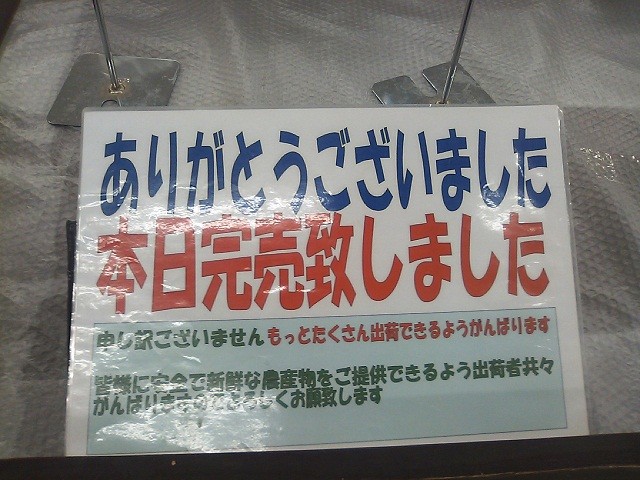 ありがとうございました
本日完売致しました
申し訳ございませんもっとたくさん出荷できるようがんばります
皆様に安全で新鮮な農産物をご提供できるよう出荷者共々
がんばりますのでよろしくお願致します